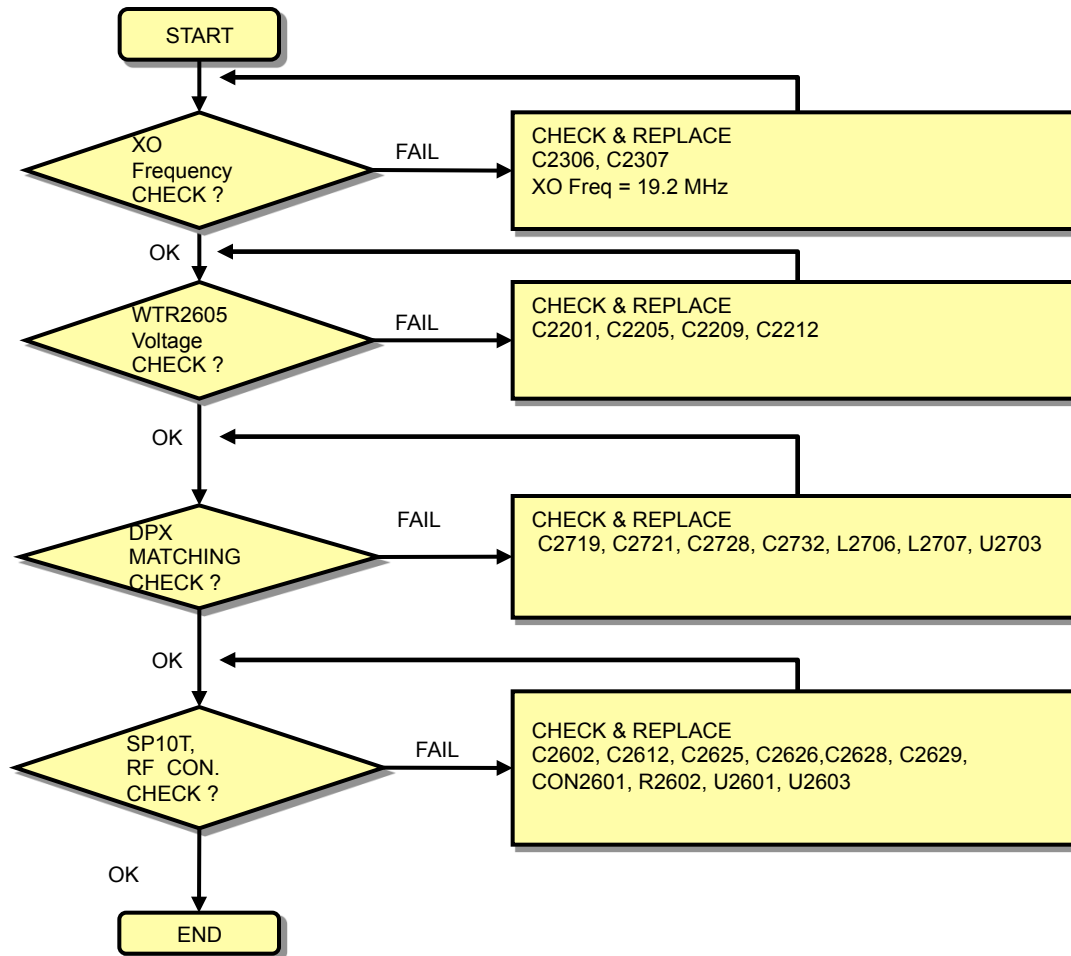 START
XO
Frequency
CHECK ?
FAIL
CHECK & REPLACE
C2306, C2307
XO Freq = 19.2 MHz
OK
WTR2605
Voltage
CHECK ?
FAIL
CHECK & REPLACE
C2201, C2205, C2209, C2212
OK
DPX
MATCHING
CHECK ?
FAIL
CHECK & REPLACE
C2719, C2721, C2728, C2732, L2706, L2707, U2703
OK
SP10T,
RF CON.
CHECK ?
FAIL
CHECK & REPLACE
C2602, C2612, C2625, C2626,C2628, C2629,
CON2601, R2602, U2601, U2603
OK
END